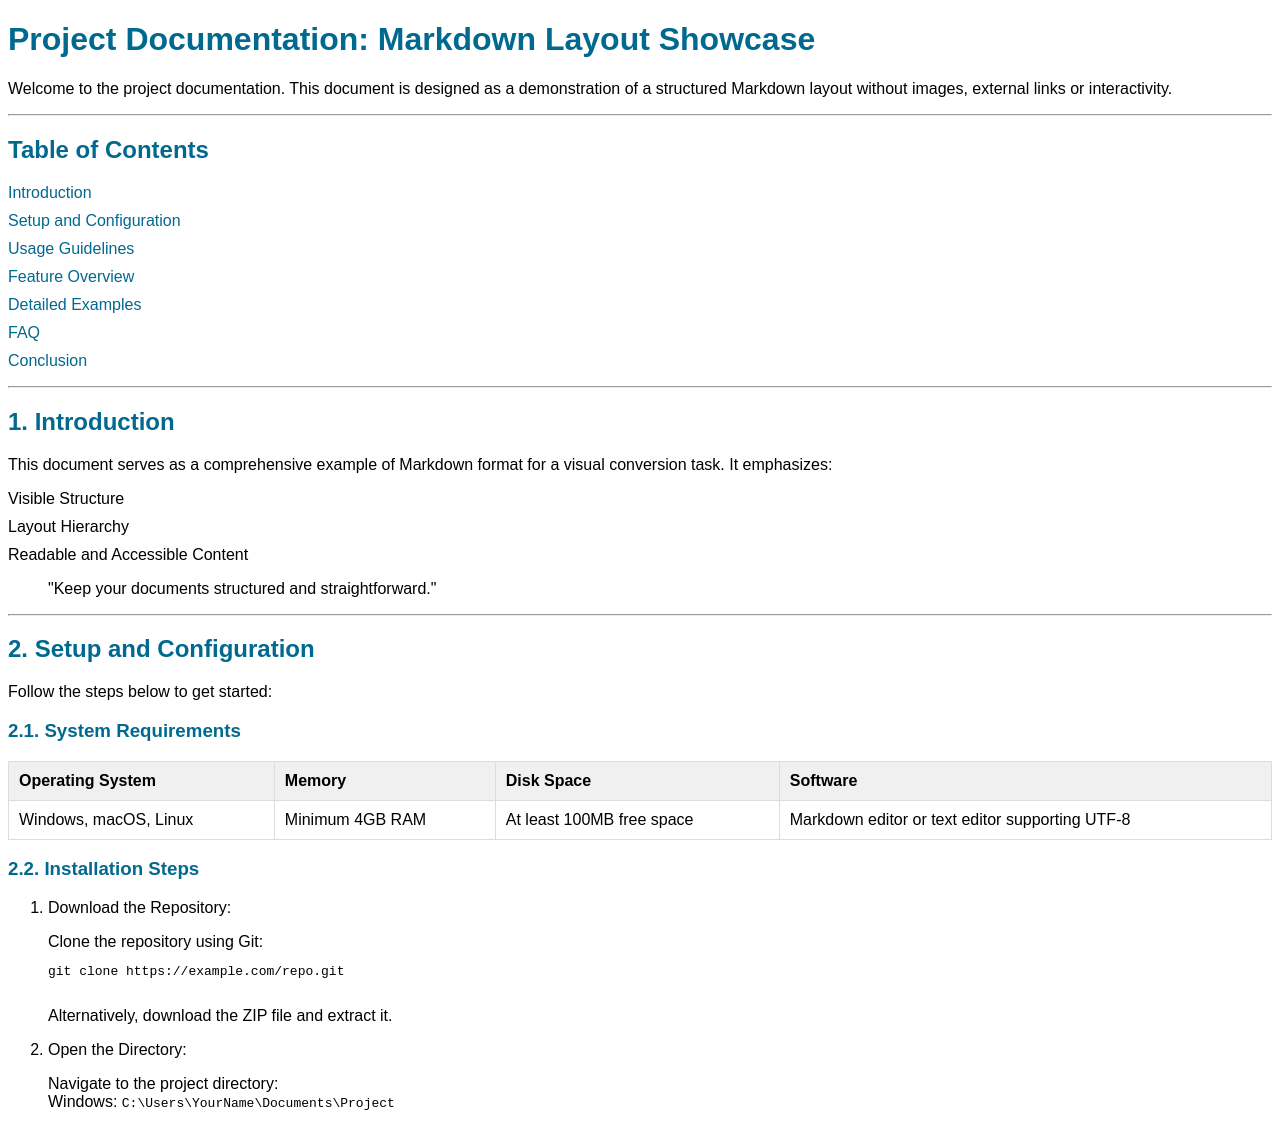 Project Documentation: Markdown Layout Showcase
Welcome to the project documentation. This document is designed as a demonstration of a structured Markdown layout without images, external links or interactivity.
Table of Contents
Introduction
Setup and Configuration
Usage Guidelines
Feature Overview
Detailed Examples
FAQ
Conclusion
1. Introduction
This document serves as a comprehensive example of Markdown format for a visual conversion task. It emphasizes:
Visible Structure
Layout Hierarchy
Readable and Accessible Content
"Keep your documents structured and straightforward."
2. Setup and Configuration
Follow the steps below to get started:
2.1. System Requirements
Operating System Memory Disk Space Software
Windows, macOS, Linux Minimum 4GB RAM At least 100MB free space Markdown editor or text editor supporting UTF-8
2.2. Installation Steps
1. Download the Repository:
Clone the repository using Git:
git clone https://example.com/repo.git
Alternatively, download the ZIP file and extract it.
2. Open the Directory:
Navigate to the project directory:
Windows: C:\Users\YourName\Documents\Project